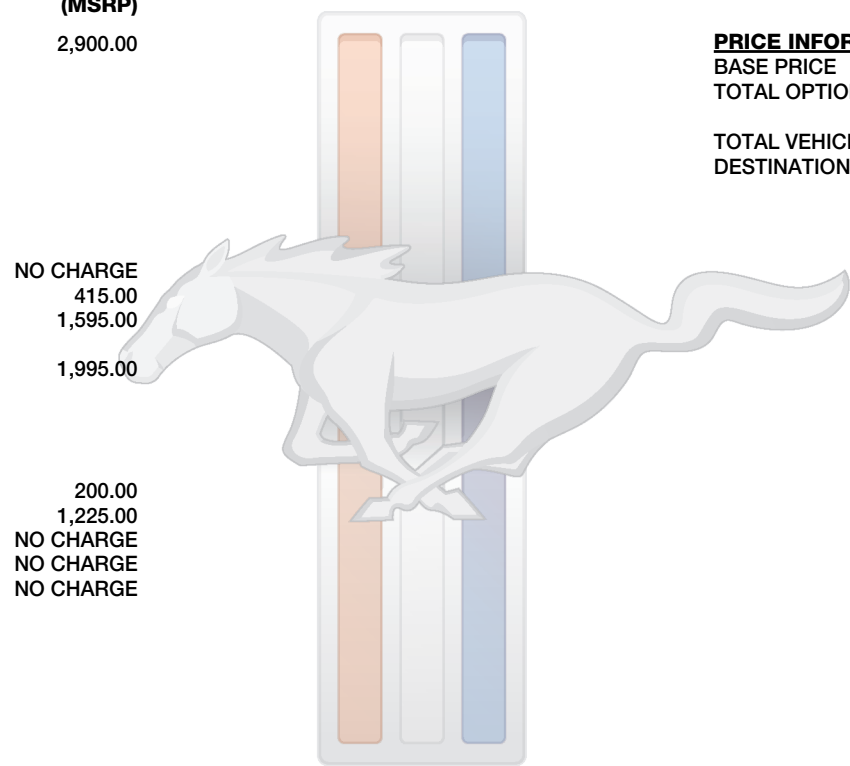 (MSRP)
2,900.00
NO CHARGE
415.00
1,595.00
1,995.00
200.00
1,225.00
NO CHARGE
NO CHARGE
NO CHARGE
PRICE INFOR
BASE PRICE
TOTAL OPTIO
TOTAL VEHICL
DESTINATION